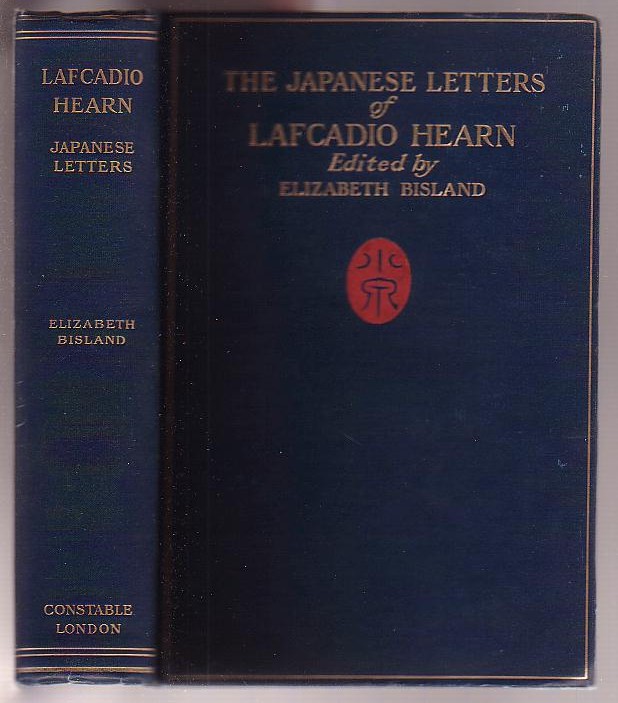 LAFCADIO
HEARN
JAPANESE
LETTERS
ELIZABETH
BISLAND
CONSTABLE
LONDON
THE JAPANESE LETTERS
of
LAFCADIO HEARN
Edited by
ELIZABETH BISLAND